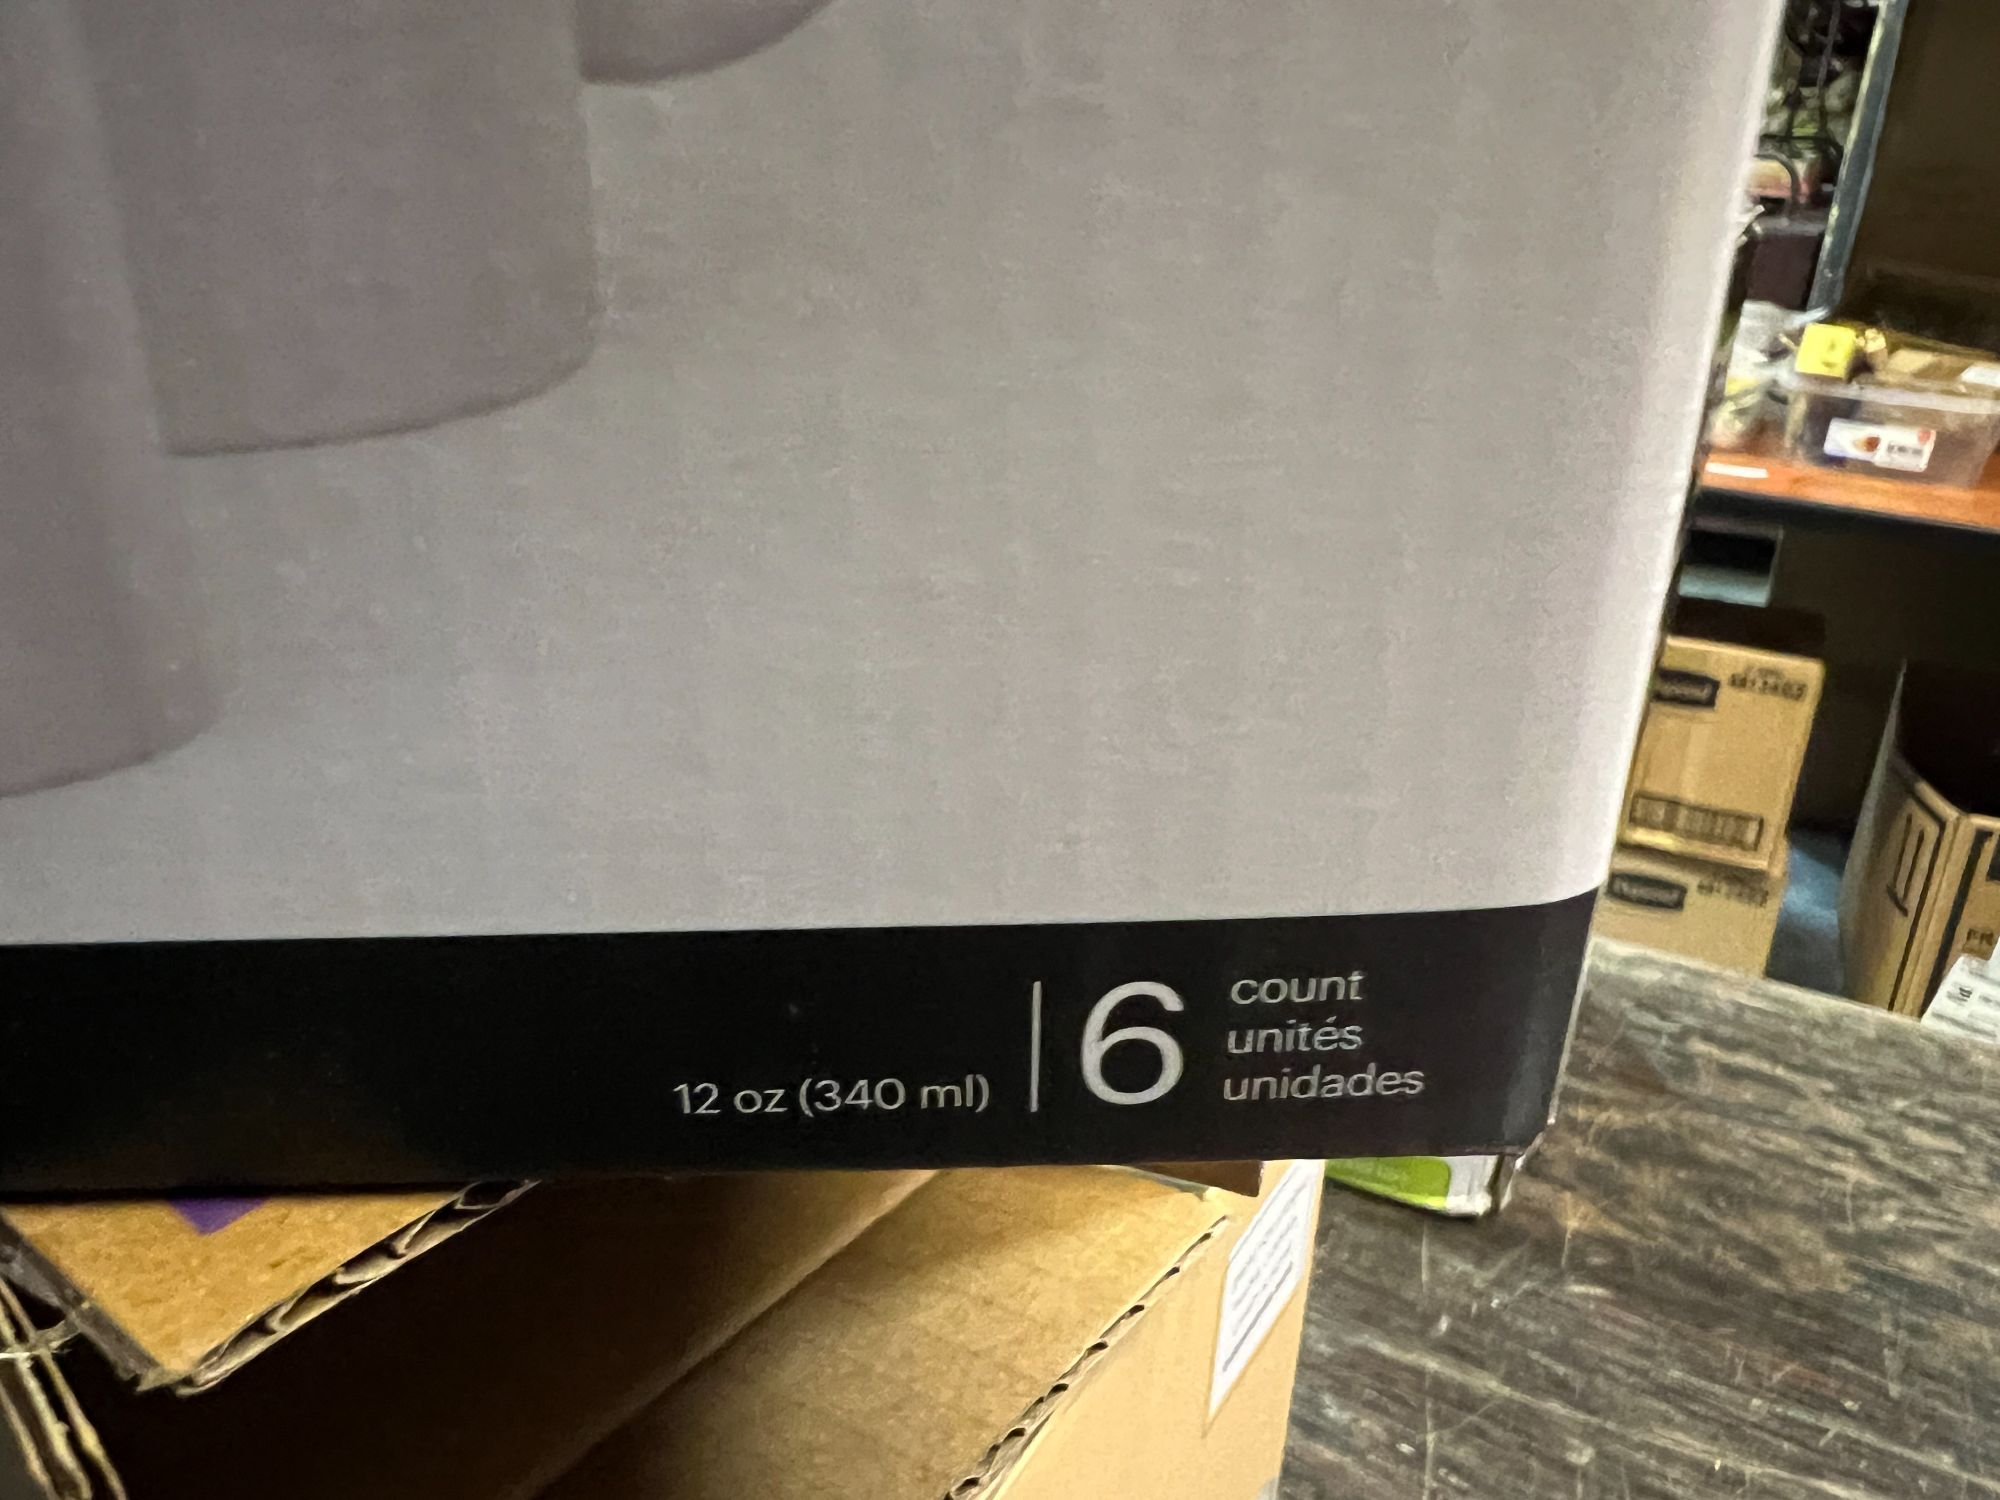 12 oz (340 ml)
6
count
unités
unidades